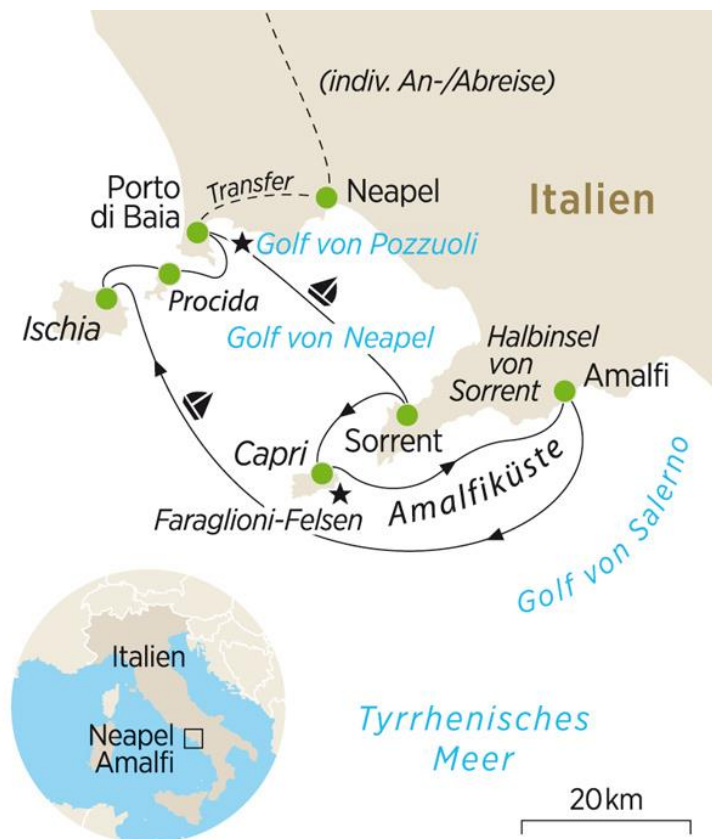 (indiv. An-/Abreise)
Porto
di Baia
Transfer
Neapel
Italien
Golf von Pozzuoli
Procida
Ischia
Golf von Neapel
Halbinsel
von
Sorrent
Amalfi
Sorrent
Capri
Amalfiküste
Faraglioni-Felsen
Golf von Salerno
Italien
Neapel
Amalfi
Tyrrhenisches
Meer
20 km